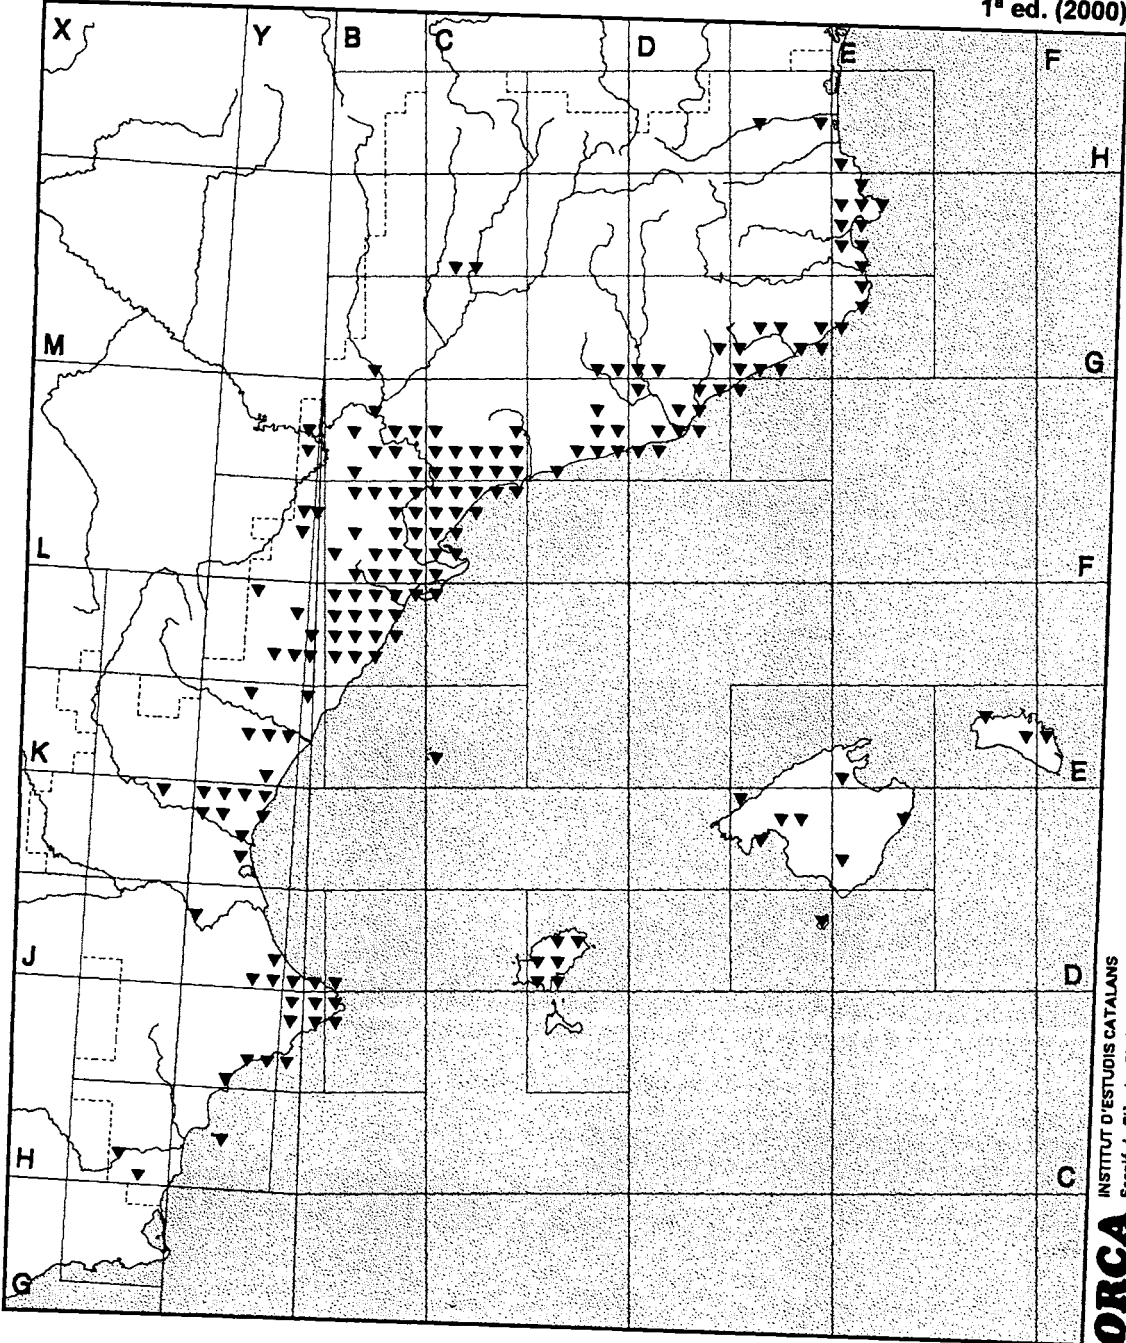 1ª ed. (2000)
X Y B C D E F
H
M G
L F
K E
J D
H C
G
ORCA INSTITUT D'ESTUDIS CATALANS